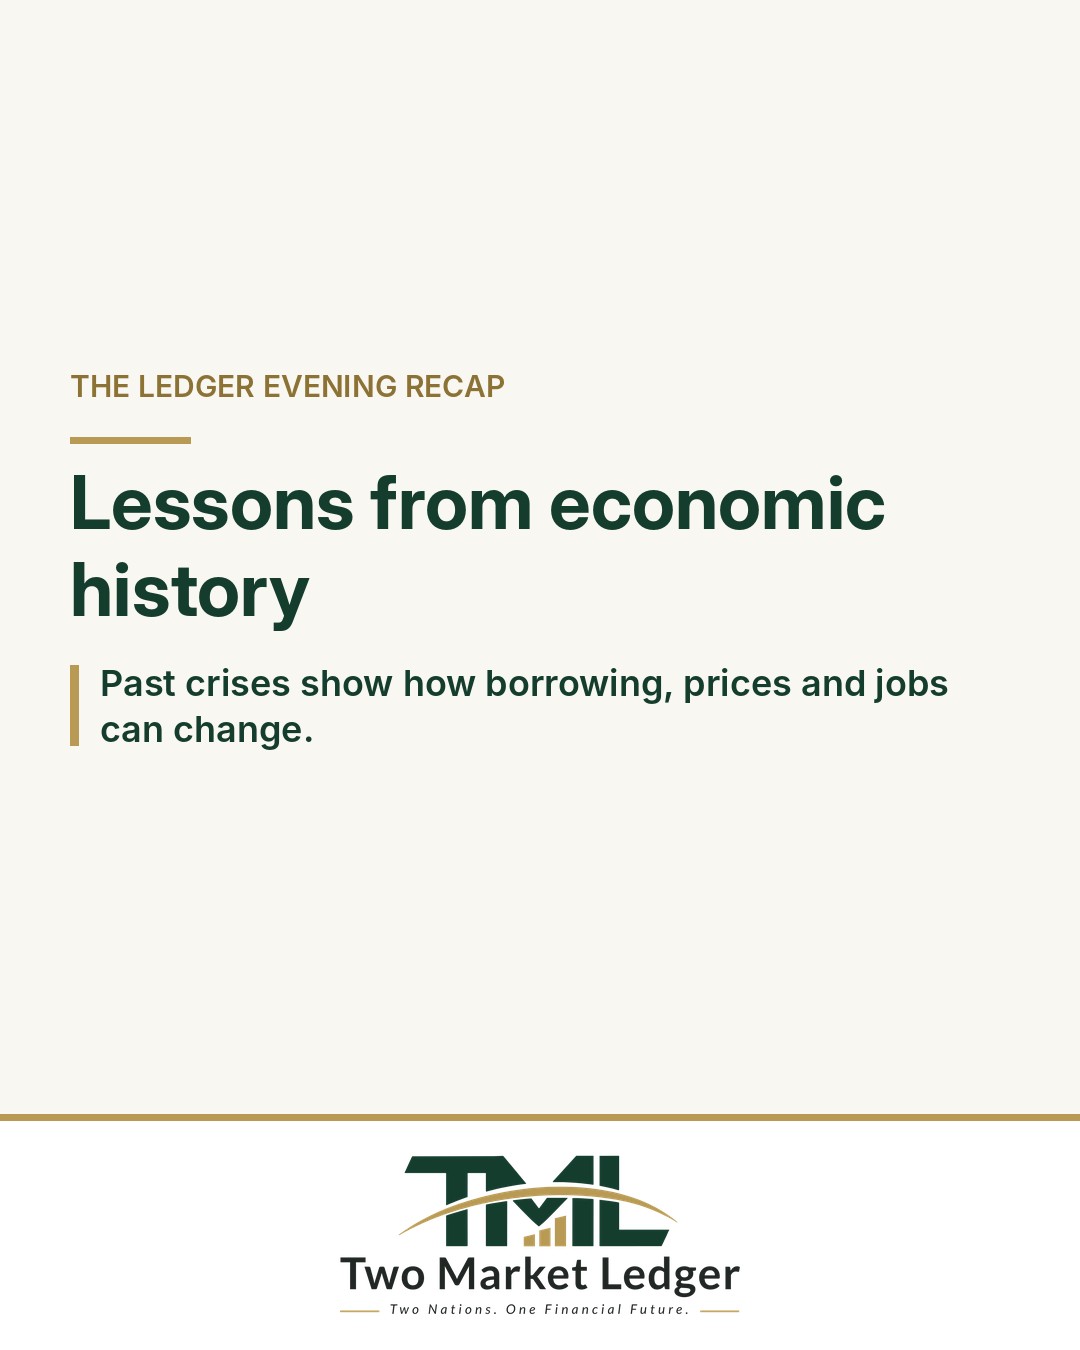 THE LEDGER EVENING RECAP
Lessons from economic
history
Past crises show how borrowing, prices and jobs
can change.
TML
Two Market Ledger
Two Nations. One Financial Future.